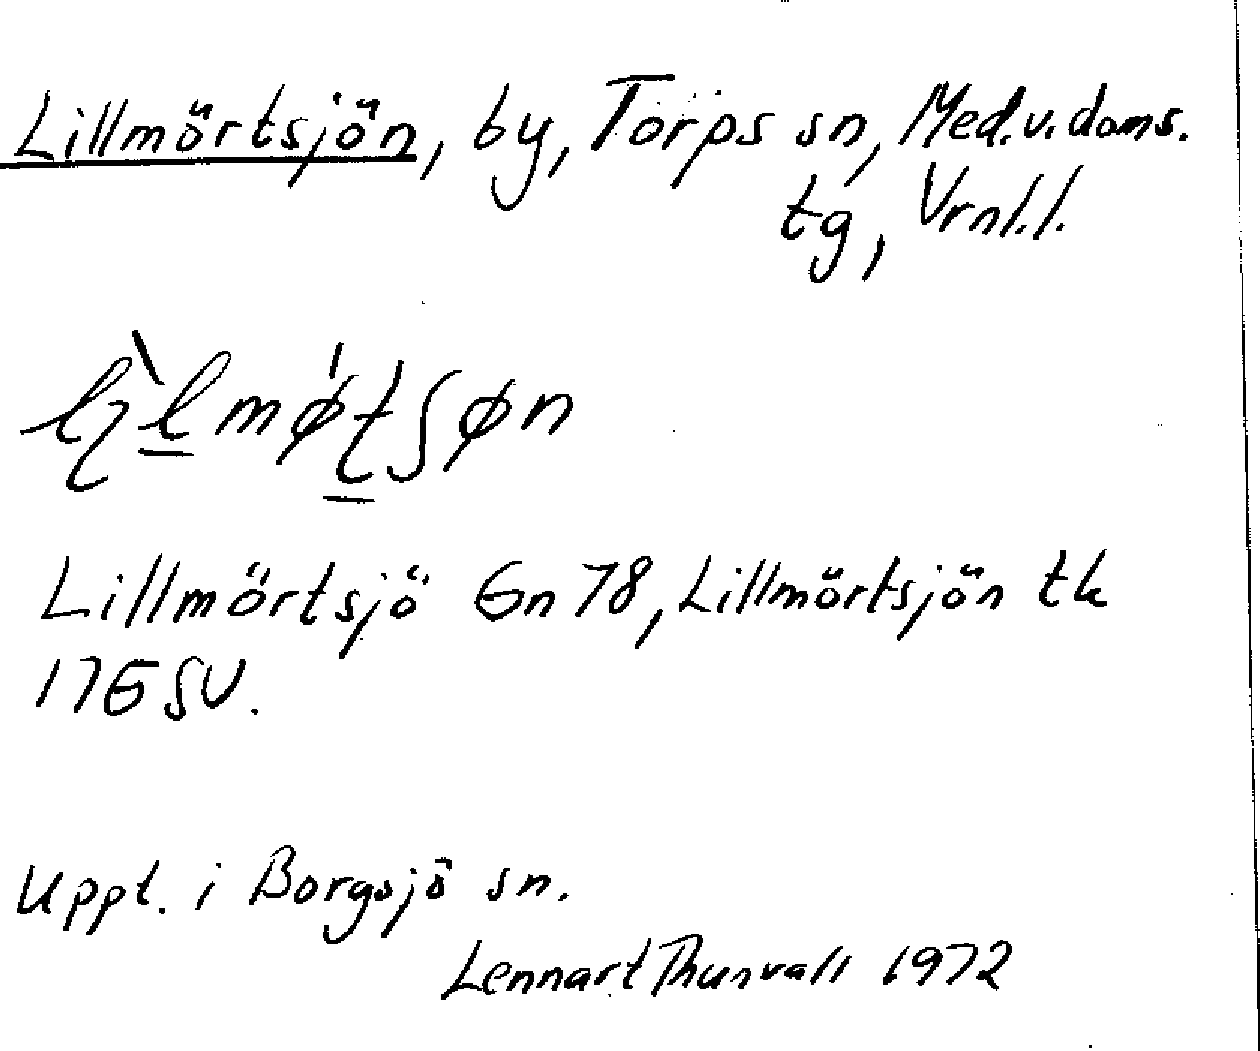 Lillmörtsjön, by, Torps sn, Med.v.doms.
tg, Vrnl.l.
Lillmörtsjö Gn 78, Lillmörtsjön tk
17G SV.
Uppt. i Borgsjö sn.
Lennart Thunvall 1972